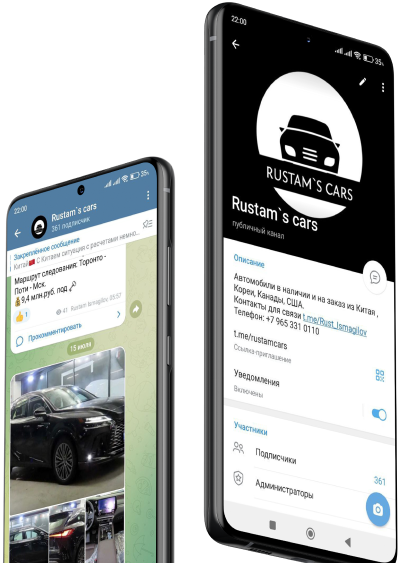 22:00
35%
Rustam`s cars
361 подписчик
Закреплённое сообщение
Китай🇨🇳 С Китаем ситуация с расчетами немно...
Маршрут следования: Торонто -
Поти - Мск.
💰9,4 млн.руб. под 🔑
👍 1
41 Rustam Ismagilov 05:57
Прокомментировать
15 июля
22:00
35%
RUSTAM`S CARS
Rustam`s cars
публичный канал
Описание
Автомобили в наличии и на заказ из Китая ,
Кореи, Канады, США.
Контакты для связи t.me/Rust_Ismagilov
Телефон: +7 965 331 0110
t.me/rustamcars
Ссылка-приглашение
Уведомления
Включены
Участники
Подписчики
361
Администраторы